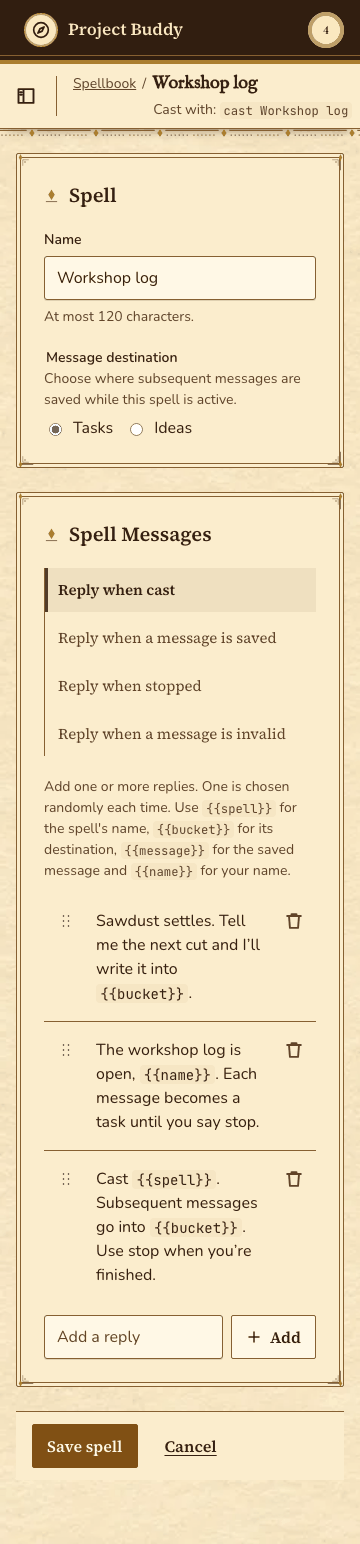 Project Buddy
4
Spellbook / Workshop log
Cast with: cast Workshop log
Spell
Name
Workshop log
At most 120 characters.
Message destination
Choose where subsequent messages are
saved while this spell is active.
Tasks Ideas
Spell Messages
Reply when cast
Reply when a message is saved
Reply when stopped
Reply when a message is invalid
Add one or more replies. One is chosen
randomly each time. Use {{spell}} for
the spell's name, {{bucket}} for its
destination, {{message}} for the saved
message and {{name}} for your name.
Sawdust settles. Tell
me the next cut and I’ll
write it into
{{bucket}}.
The workshop log is
open, {{name}}. Each
message becomes a
task until you say stop.
Cast {{spell}}.
Subsequent messages
go into {{bucket}}.
Use stop when you’re
finished.
Add a reply
Add
Save spell
Cancel